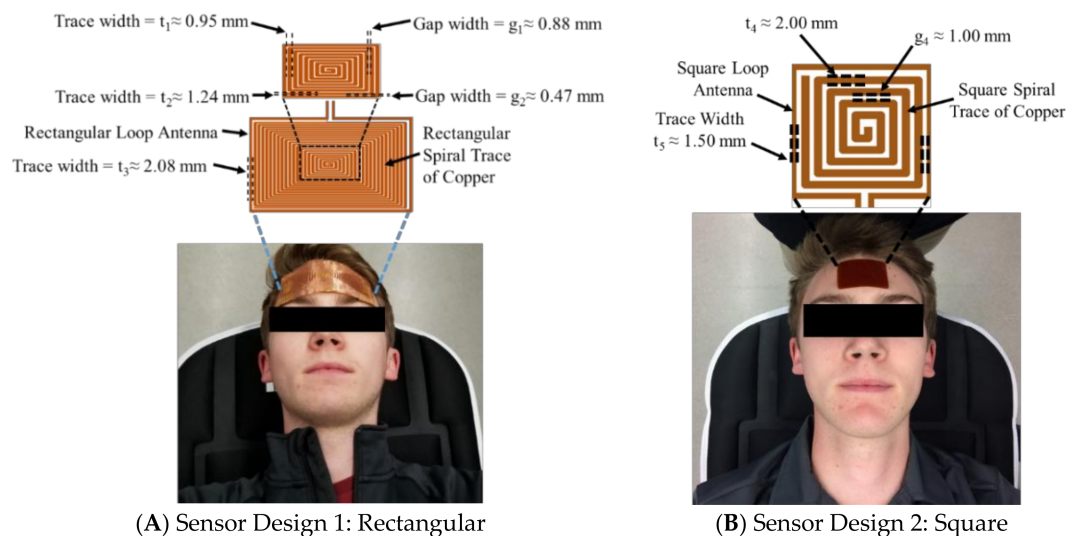 Trace width = t₁≈ 0.95 mm
Gap width = g₁≈ 0.88 mm
Trace width = t₂≈ 1.24 mm
Gap width = g₂≈ 0.47 mm
Rectangular Loop Antenna
Rectangular
Spiral Trace
of Copper
Trace width = t₃≈ 2.08 mm
(A) Sensor Design 1: Rectangular
t₄ ≈ 2.00 mm
g₄ ≈ 1.00 mm
Square Loop
Antenna
Square Spiral
Trace of Copper
Trace Width
t₅ ≈ 1.50 mm
(B) Sensor Design 2: Square